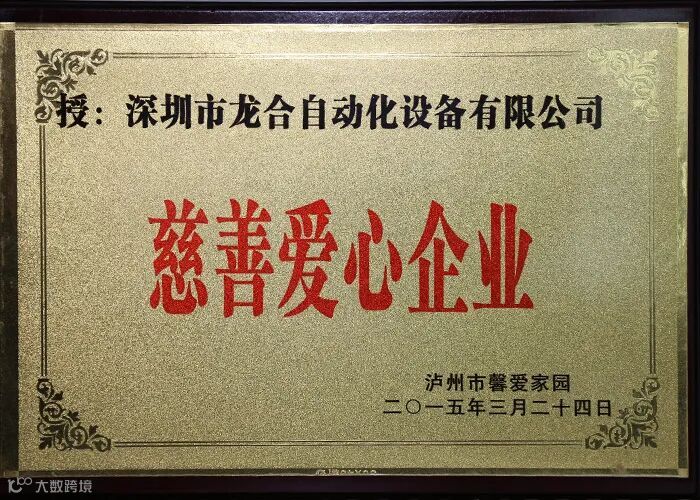 授：深圳市龙合自动化设备有限公司
慈善爱心企业
泸州市馨爱家园
二〇一五年三月二十四日
大数跨境